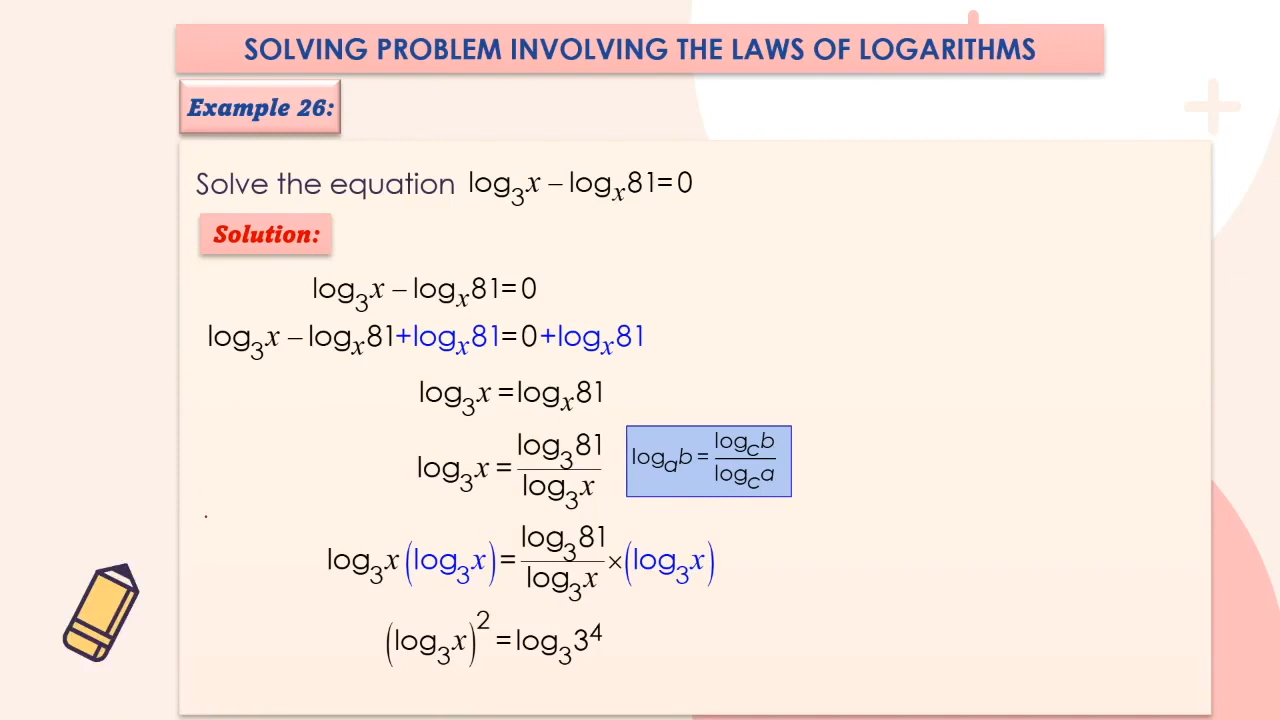 SOLVING PROBLEM INVOLVING THE LAWS OF LOGARITHMS
Example 26:
Solve the equation log₃x – logₓ81=0
Solution:
log₃x – logₓ81=0
log₃x – logₓ81+logₓ81=0+logₓ81
log₃x =logₓ81
log₃x = log₃81/log₃x  logₐb = log_c b/log_c a
log₃x(log₃x)= log₃81/log₃x ×(log₃x)
(log₃x)² =log₃3⁴